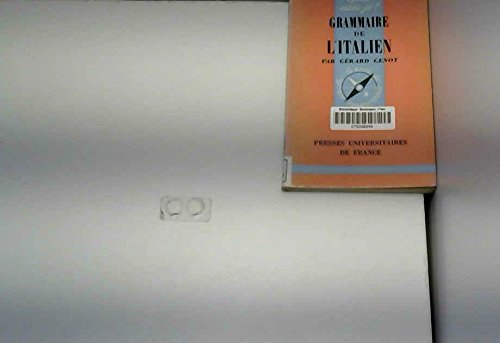 GRAMMAIRE
DE
L'ITALIEN
PAR GÉRARD GENOT
PRESSES UNIVERSITAIRES
DE FRANCE